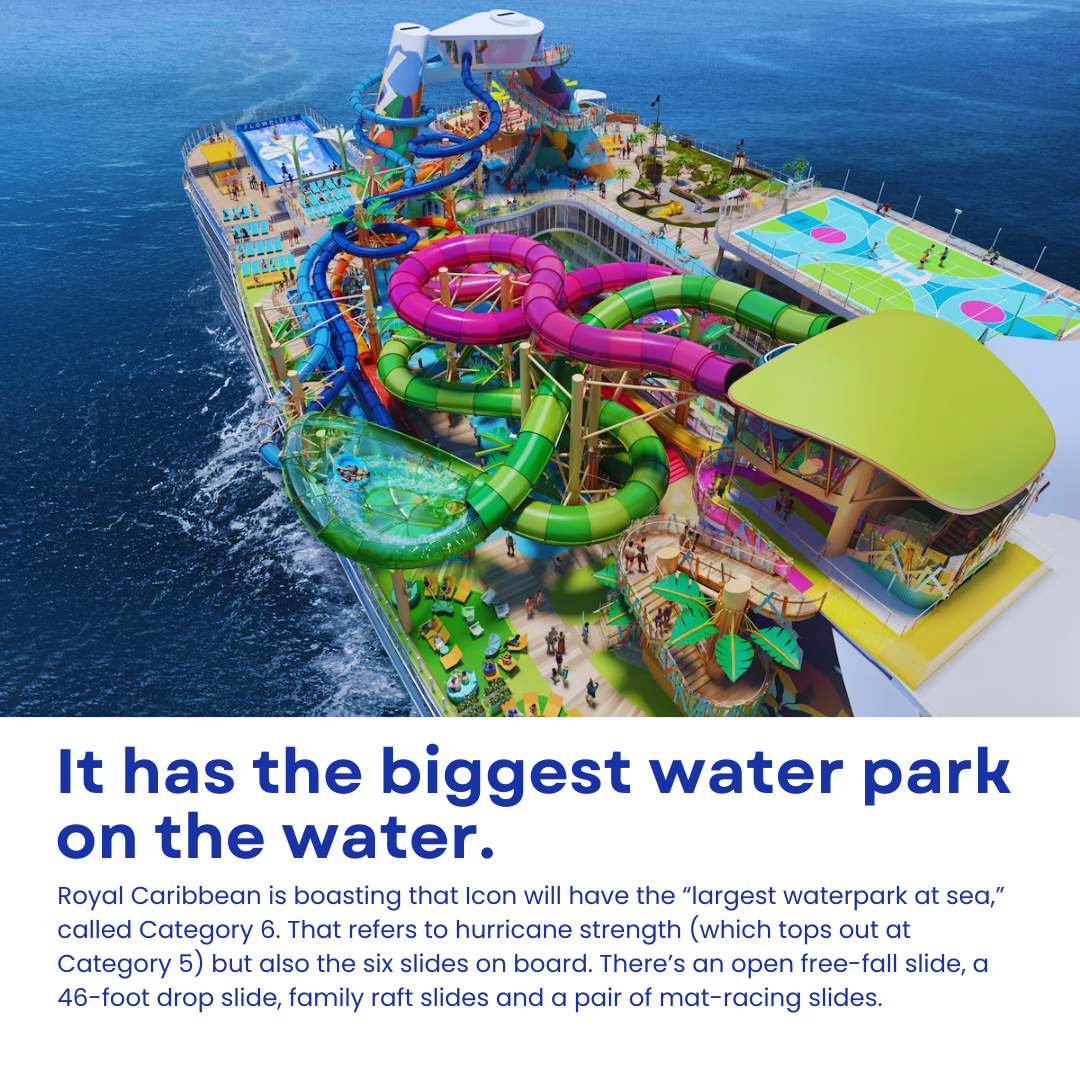 FLOWRIDER
It has the biggest water park
on the water.
Royal Caribbean is boasting that Icon will have the “largest waterpark at sea,”
called Category 6. That refers to hurricane strength (which tops out at
Category 5) but also the six slides on board. There’s an open free-fall slide, a
46-foot drop slide, family raft slides and a pair of mat-racing slides.